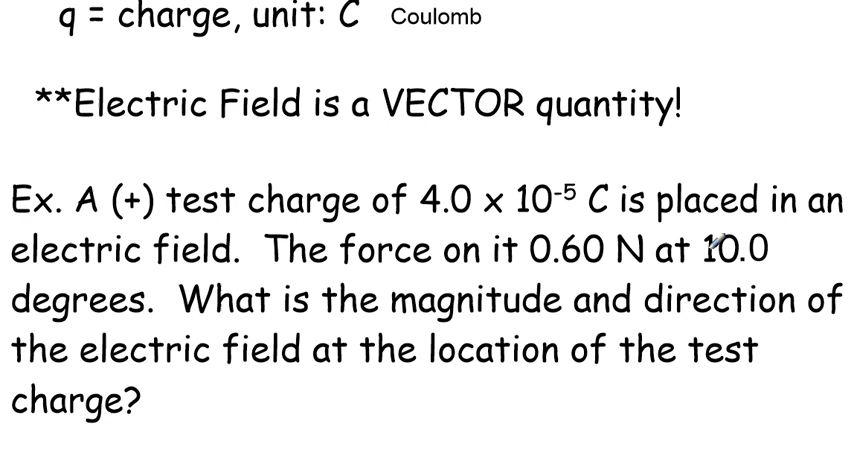 q = charge, unit: C Coulomb
**Electric Field is a VECTOR quantity!
Ex. A (+) test charge of 4.0 x 10⁻⁵ C is placed in an
electric field. The force on it 0.60 N at 10.0
degrees. What is the magnitude and direction of
the electric field at the location of the test
charge?